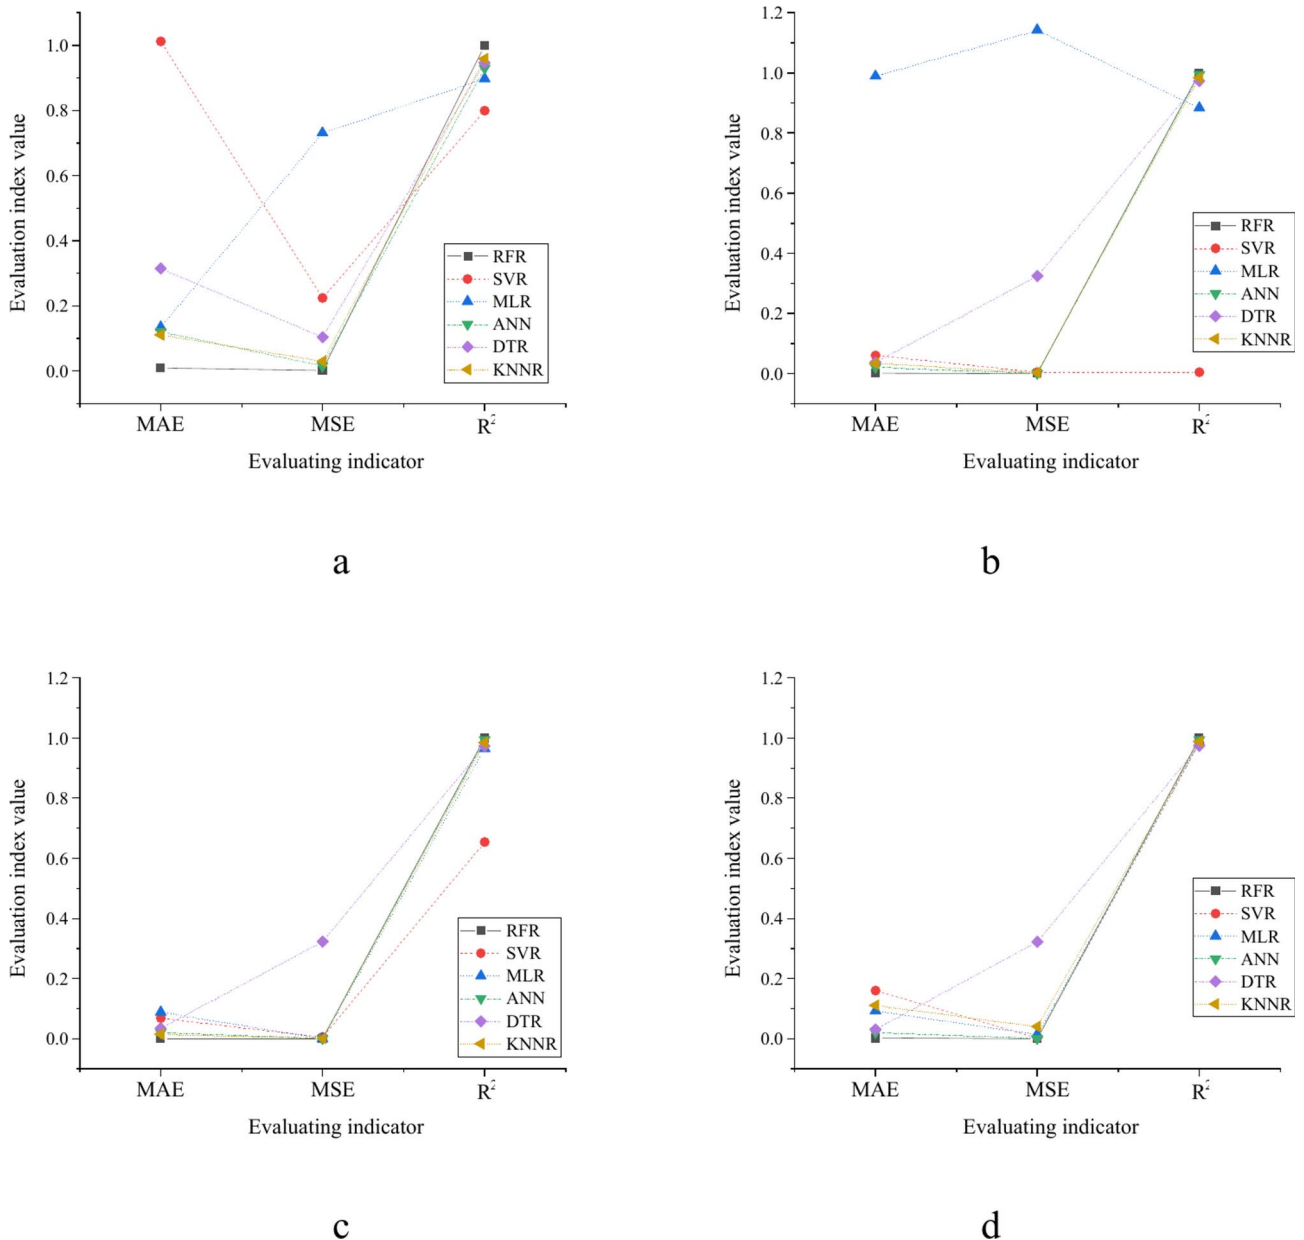 Evaluation index value
1.0
0.8
0.6
0.4
0.2
0.0
RFR
SVR
MLR
ANN
DTR
KNNR
MAE
MSE
R²
Evaluating indicator
a
Evaluation index value
1.2
1.0
0.8
0.6
0.4
0.2
0.0
RFR
SVR
MLR
ANN
DTR
KNNR
MAE
MSE
R²
Evaluating indicator
b
Evaluation index value
1.2
1.0
0.8
0.6
0.4
0.2
0.0
RFR
SVR
MLR
ANN
DTR
KNNR
MAE
MSE
R²
Evaluating indicator
c
Evaluation index value
1.2
1.0
0.8
0.6
0.4
0.2
0.0
RFR
SVR
MLR
ANN
DTR
KNNR
MAE
MSE
R²
Evaluating indicator
d